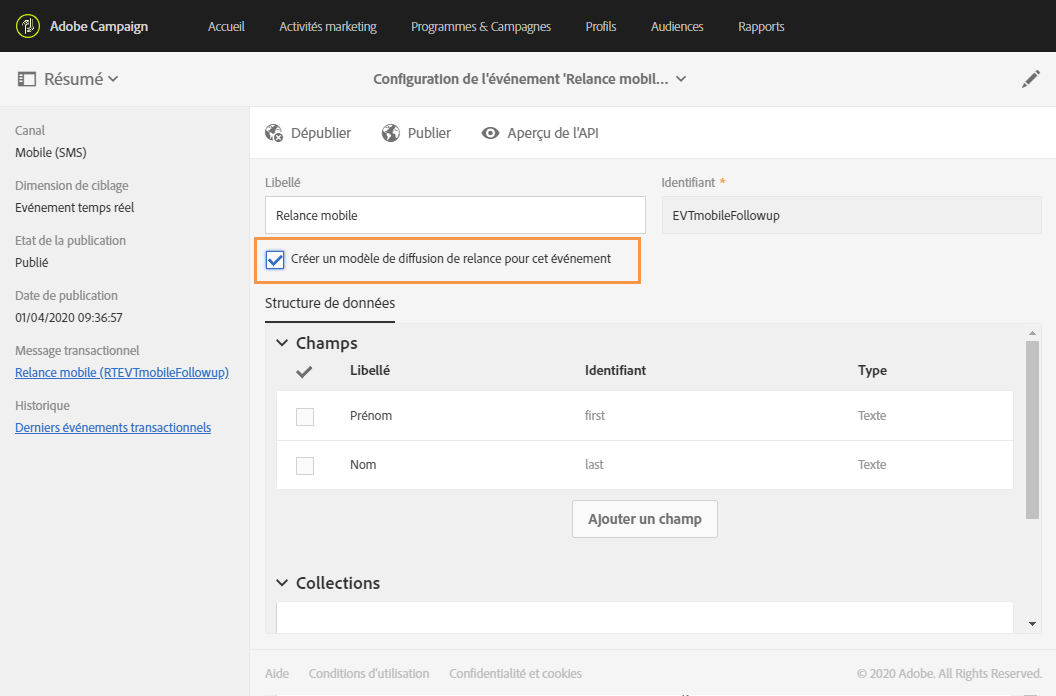 Adobe Campaign Accueil Activités marketing Programmes & Campagnes Profils Audiences Rapports
Résumé Configuration de l'événement 'Relance mobil...
Canal
Mobile (SMS)
Dimension de ciblage
Evénement temps réel
Etat de la publication
Publié
Date de publication
01/04/2020 09:36:57
Message transactionnel
Relance mobile (RTEVTmobileFollowup)
Historique
Derniers événements transactionnels
Dépublier Publier Aperçu de l'API
Libellé Identifiant *
Relance mobile EVTmobileFollowup
Créer un modèle de diffusion de relance pour cet événement
Structure de données
Champs
Libellé Identifiant Type
Prénom first Texte
Nom last Texte
Ajouter un champ
Collections
Aide Conditions d'utilisation Confidentialité et cookies © 2020 Adobe. All Rights Reserved.